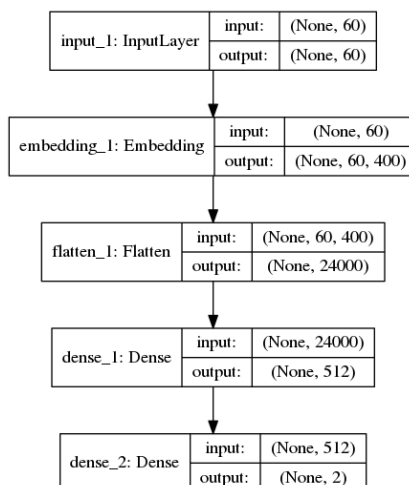 input_1: InputLayer
input: (None, 60)
output: (None, 60)
embedding_1: Embedding
input: (None, 60)
output: (None, 60, 400)
flatten_1: Flatten
input: (None, 60, 400)
output: (None, 24000)
dense_1: Dense
input: (None, 24000)
output: (None, 512)
dense_2: Dense
input: (None, 512)
output: (None, 2)